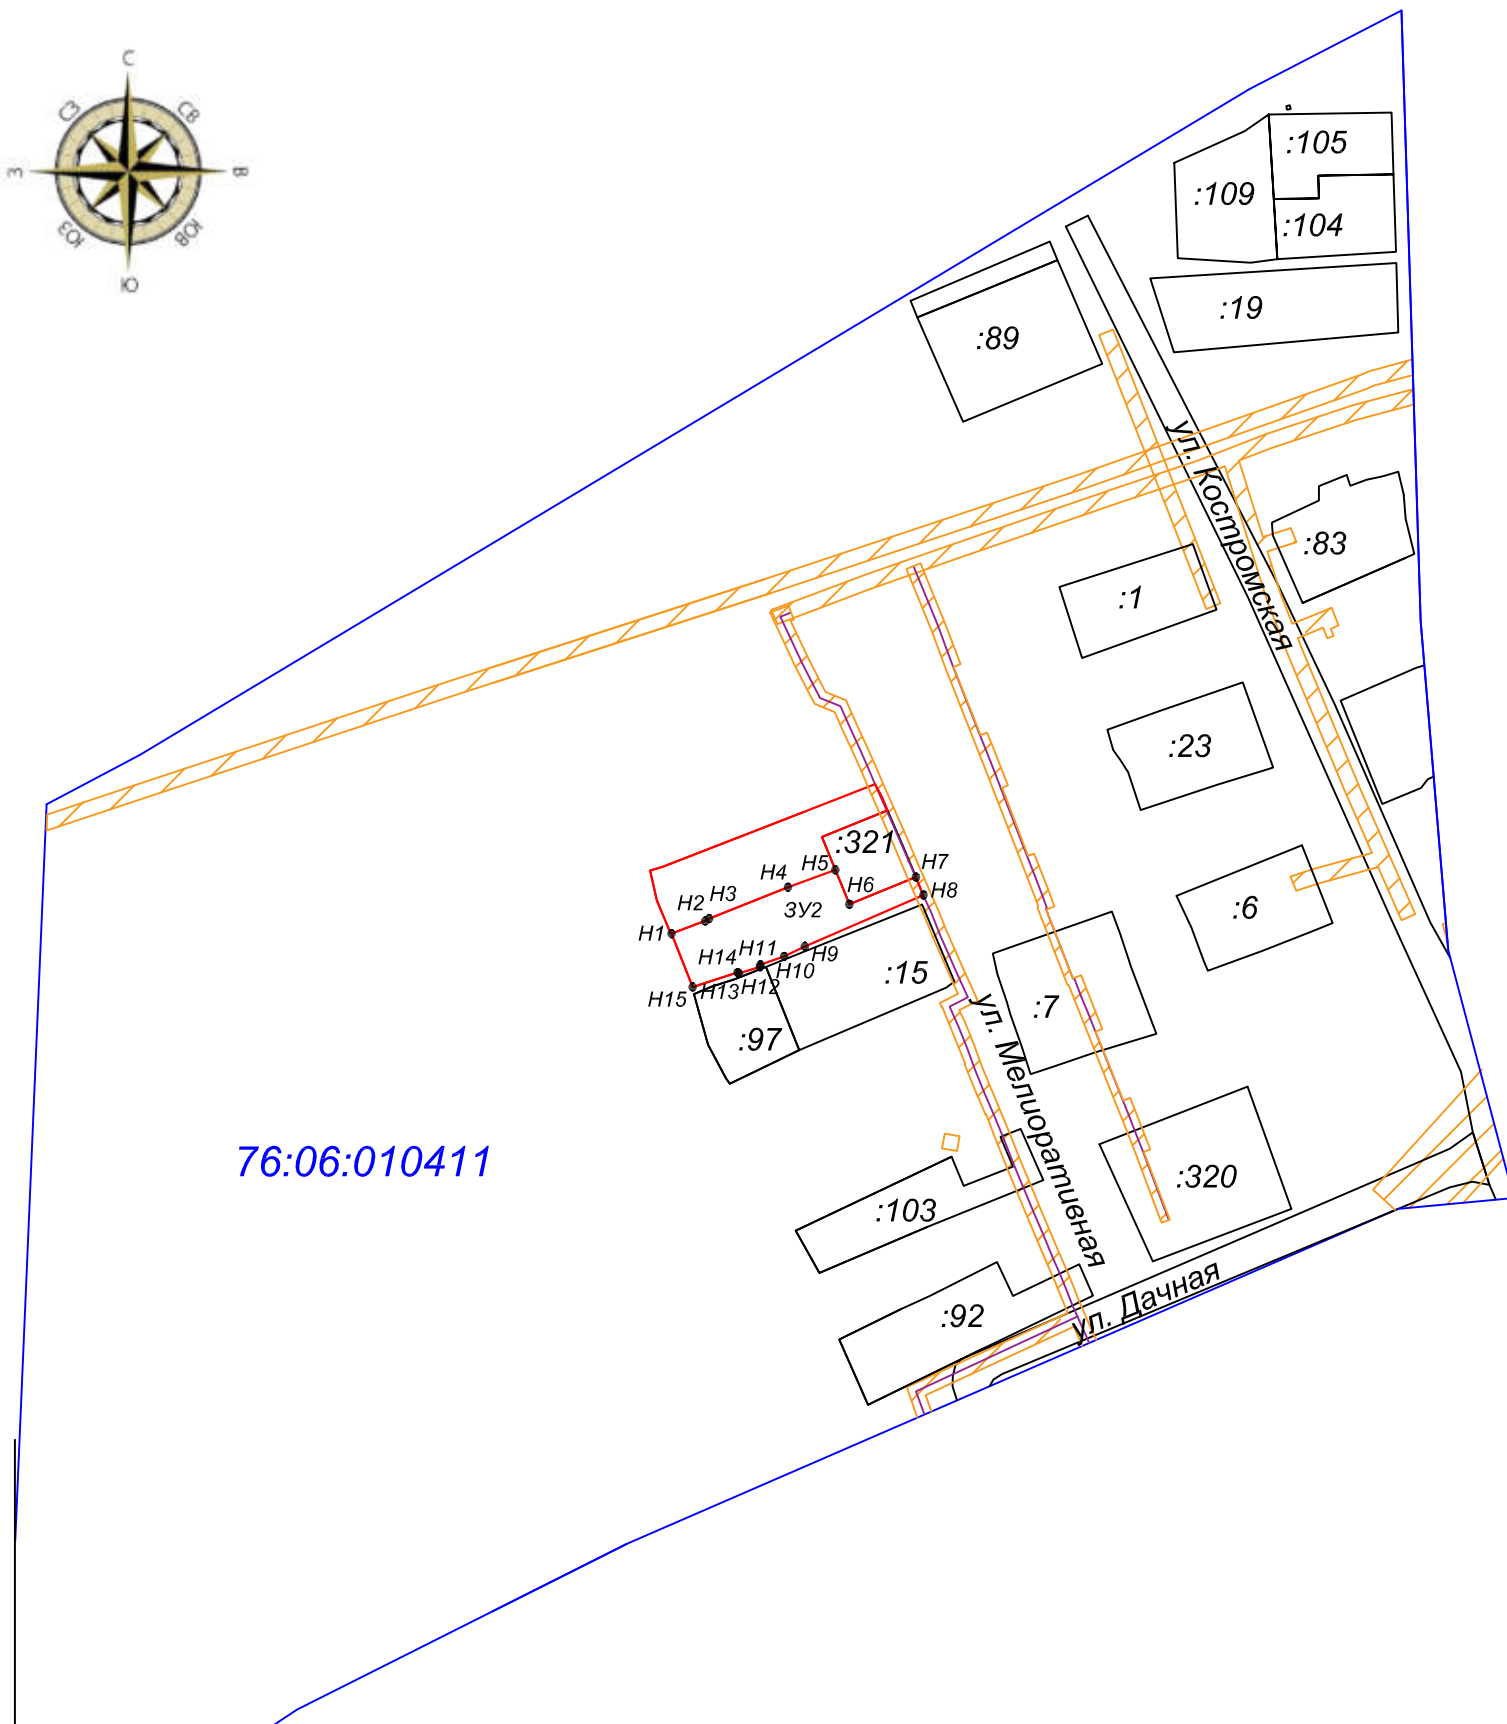 С
СЗ
СВ
З
В
ЮЗ
ЮВ
Ю
:105
:109
:104
:19
:89
ул. Костромская
:83
:1
:23
:321
Н5
Н7
Н4
Н6
Н8
Н2
Н3
ЗУ2
:6
Н1
Н11
Н9
Н14
Н10
:15
Н15
Н13
Н12
:7
ул. Мелиоративная
:97
76:06:010411
:320
:103
ул. Дачная
:92